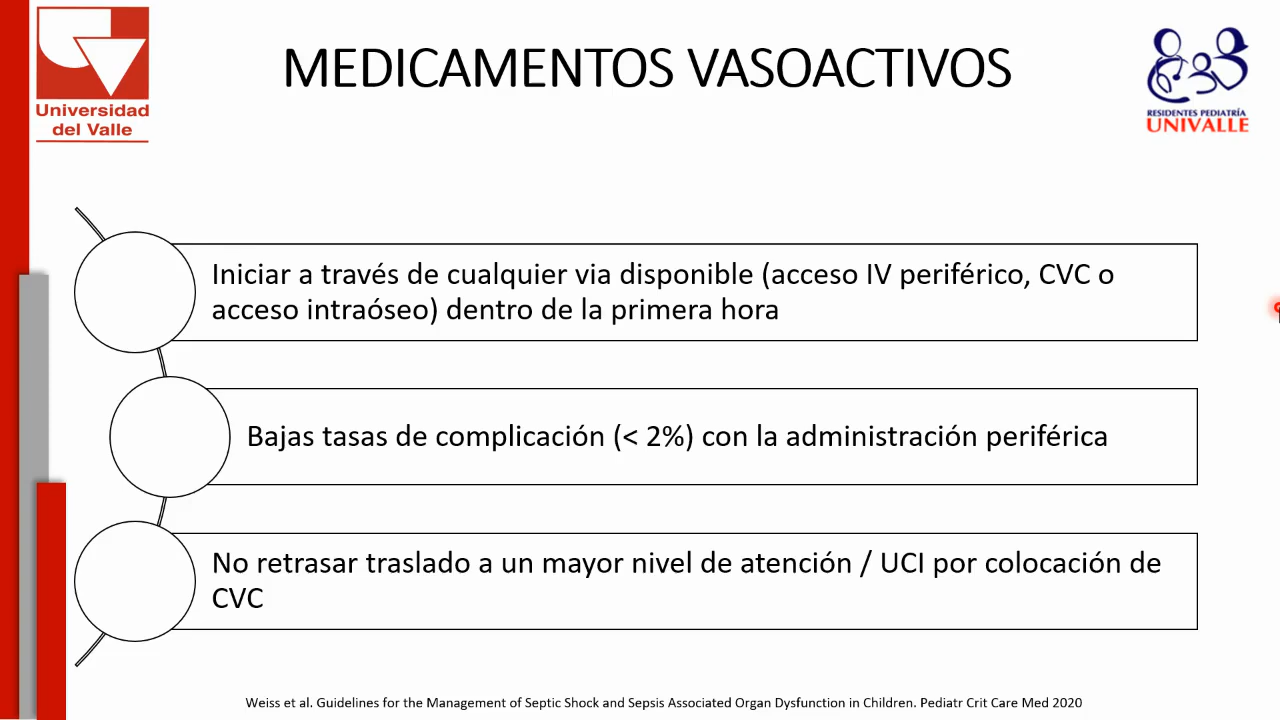 Universidad
del Valle
MEDICAMENTOS VASOACTIVOS
RESIDENTES PEDIATRÍA
UNIVALLE
Iniciar a través de cualquier via disponible (acceso IV periférico, CVC o
acceso intraóseo) dentro de la primera hora
Bajas tasas de complicación (< 2%) con la administración periférica
No retrasar traslado a un mayor nivel de atención / UCI por colocación de
CVC
Weiss et al. Guidelines for the Management of Septic Shock and Sepsis Associated Organ Dysfunction in Children. Pediatr Crit Care Med 2020